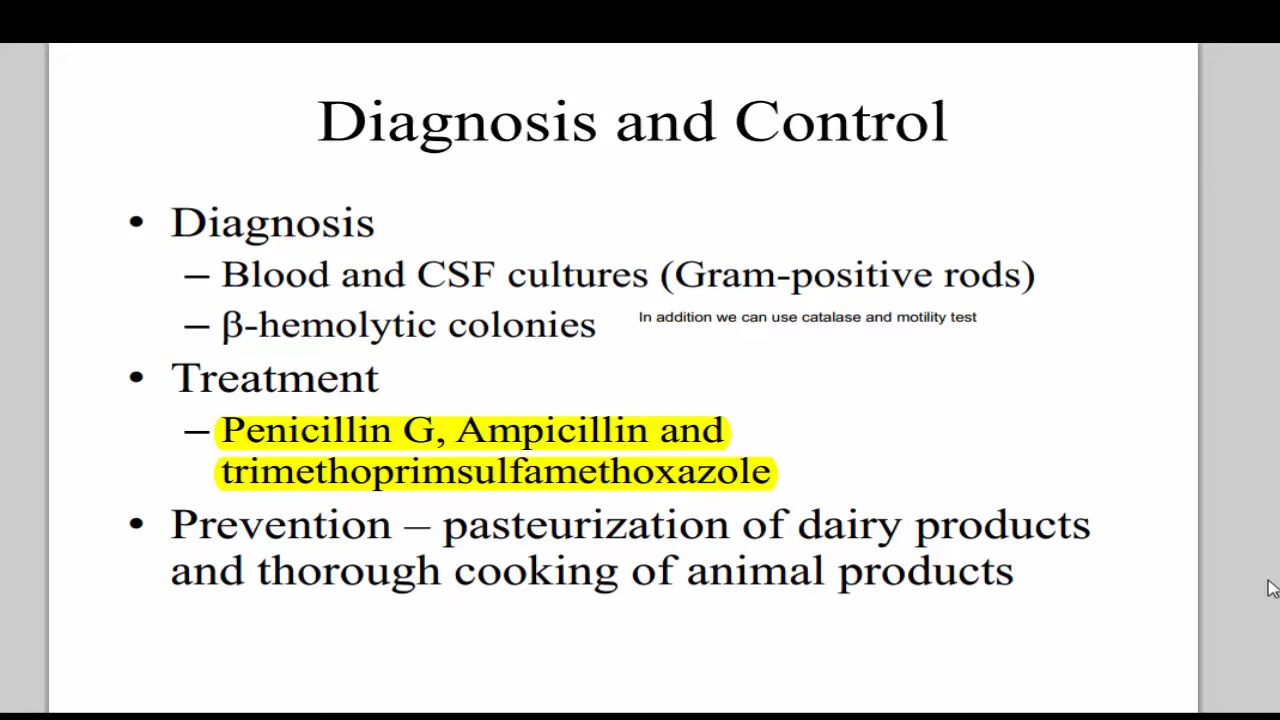 Diagnosis and Control
• Diagnosis
– Blood and CSF cultures (Gram-positive rods)
– β-hemolytic colonies In addition we can use catalase and motility test
• Treatment
– Penicillin G, Ampicillin and
trimethoprimsulfamethoxazole
• Prevention – pasteurization of dairy products
and thorough cooking of animal products